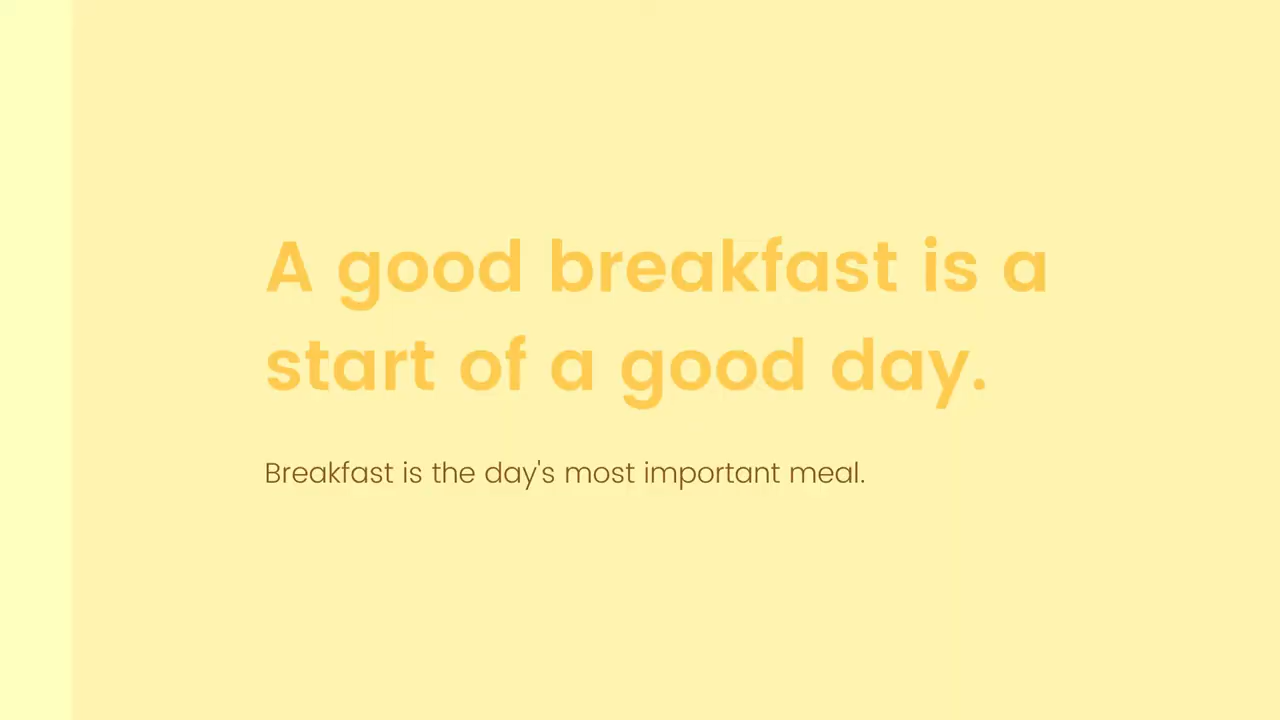 A good breakfast is a
start of a good day.
Breakfast is the day's most important meal.